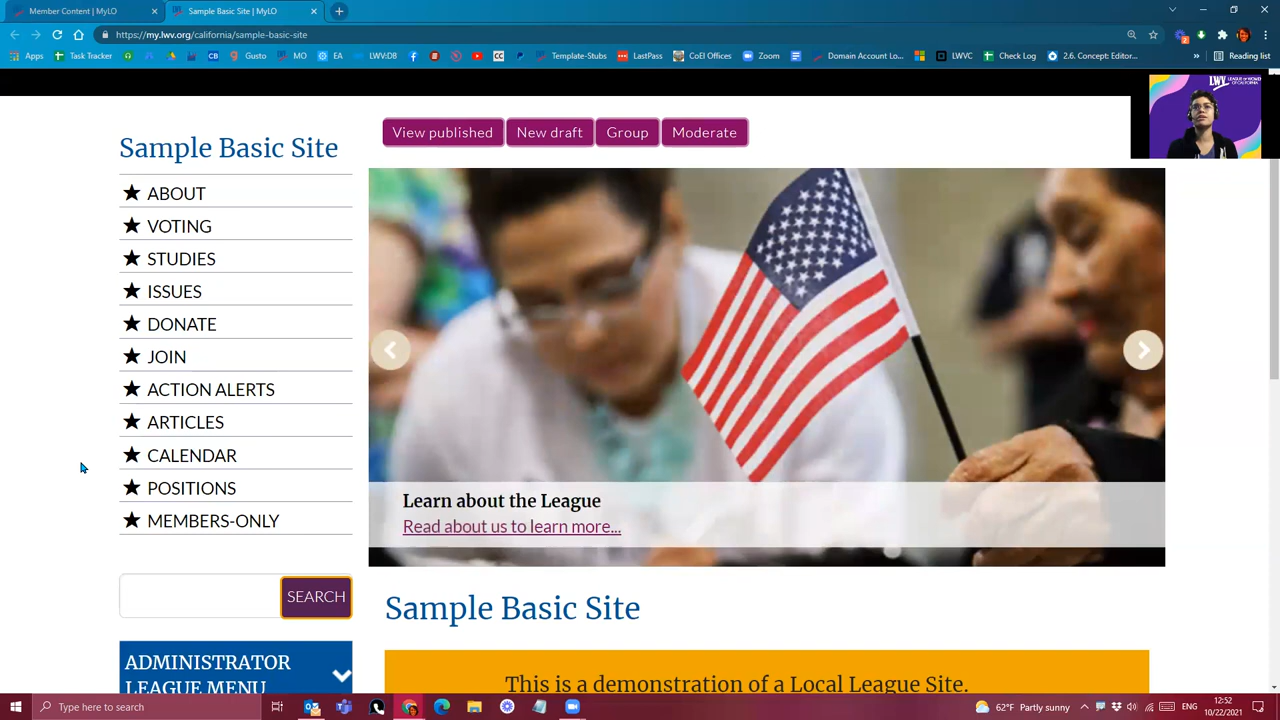 Member Content | MyLO
Sample Basic Site | MyLO
https://my.lwv.org/california/sample-basic-site
Apps
Task Tracker
Gusto
MO
EA
LWV:DB
Template-Stubs
LastPass
CoEI Offices
Zoom
Domain Account Lo...
LWVC
Check Log
2.6. Concept: Editor...
Reading list
LWV
View published
New draft
Group
Moderate
Sample Basic Site
ABOUT
VOTING
STUDIES
ISSUES
DONATE
JOIN
ACTION ALERTS
ARTICLES
CALENDAR
POSITIONS
MEMBERS-ONLY
Learn about the League
Read about us to learn more...
SEARCH
Sample Basic Site
ADMINISTRATOR
LEAGUE MENU
This is a demonstration of a Local League Site.
Type here to search
62°F Partly sunny
ENG
12:52
10/22/2021